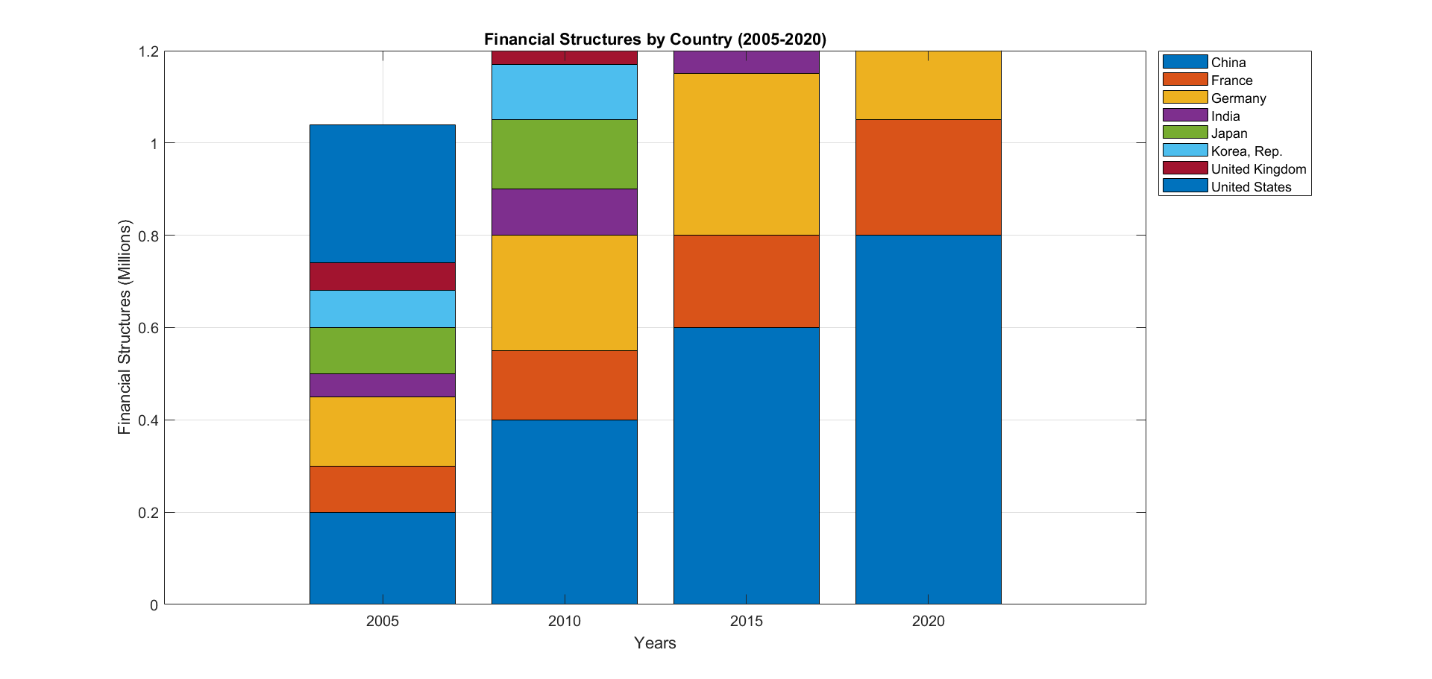 Financial Structures by Country (2005-2020)
1.2
1
0.8
0.6
0.4
0.2
0
Financial Structures (Millions)
2005 2010 2015 2020
Years
China
France
Germany
India
Japan
Korea, Rep.
United Kingdom
United States